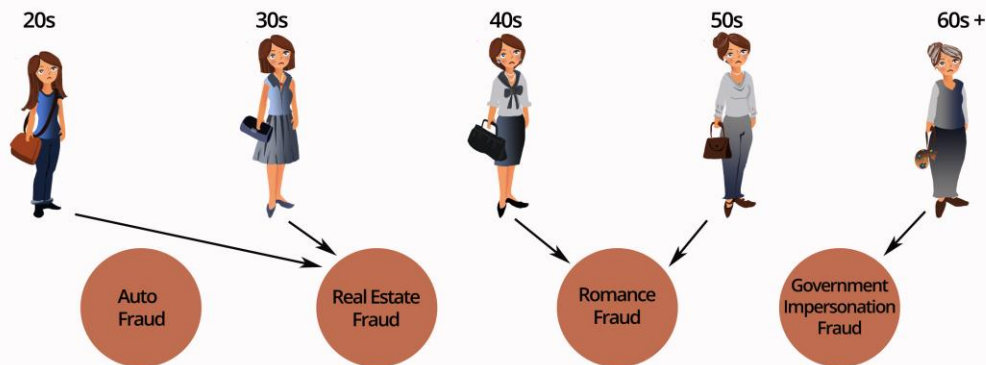 20s 30s 40s 50s 60s +
Auto
Fraud
Real Estate
Fraud
Romance
Fraud
Government
Impersonation
Fraud